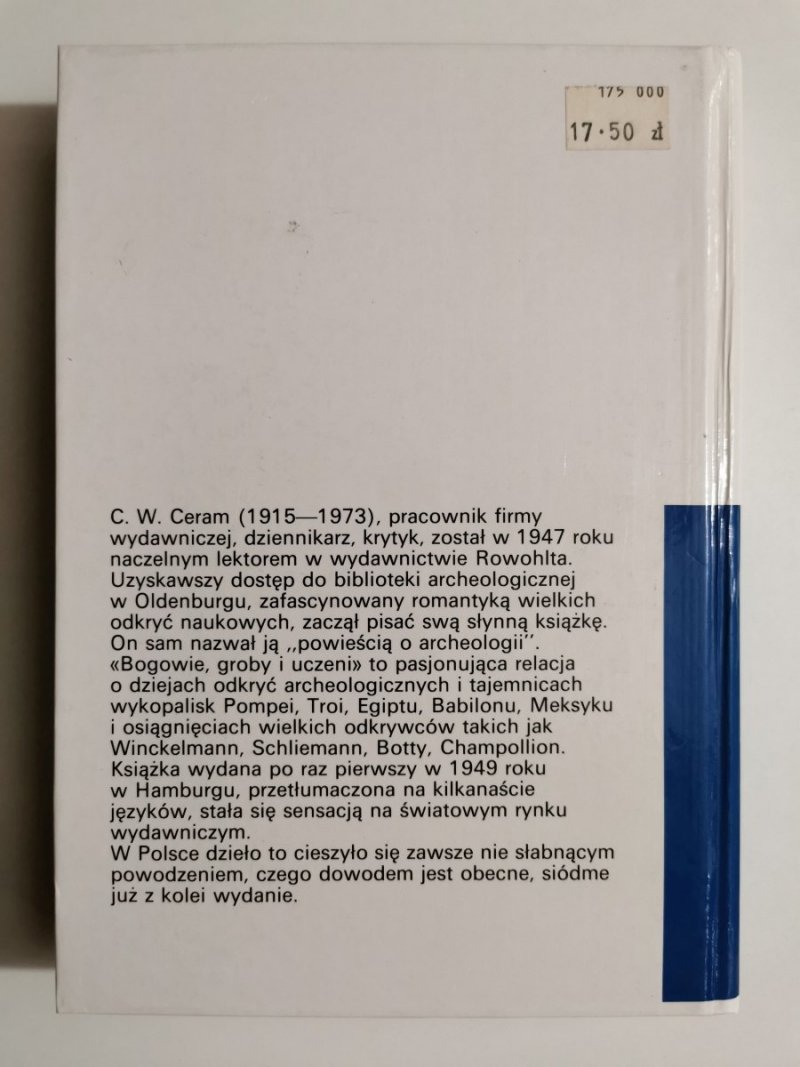 175 000
17·50 zł
C. W. Ceram (1915—1973), pracownik firmy
wydawniczej, dziennikarz, krytyk, został w 1947 roku
naczelnym lektorem w wydawnictwie Rowohlta.
Uzyskawszy dostęp do biblioteki archeologicznej
w Oldenburgu, zafascynowany romantyką wielkich
odkryć naukowych, zaczął pisać swą słynną książkę.
On sam nazwał ją „powieścią o archeologii”.
«Bogowie, groby i uczeni» to pasjonująca relacja
o dziejach odkryć archeologicznych i tajemnicach
wykopalisk Pompei, Troi, Egiptu, Babilonu, Meksyku
i osiągnięciach wielkich odkrywców takich jak
Winckelmann, Schliemann, Botty, Champollion.
Książka wydana po raz pierwszy w 1949 roku
w Hamburgu, przetłumaczona na kilkanaście
języków, stała się sensacją na światowym rynku
wydawniczym.
W Polsce dzieło to cieszyło się zawsze nie słabnącym
powodzeniem, czego dowodem jest obecne, siódme
już z kolei wydanie.